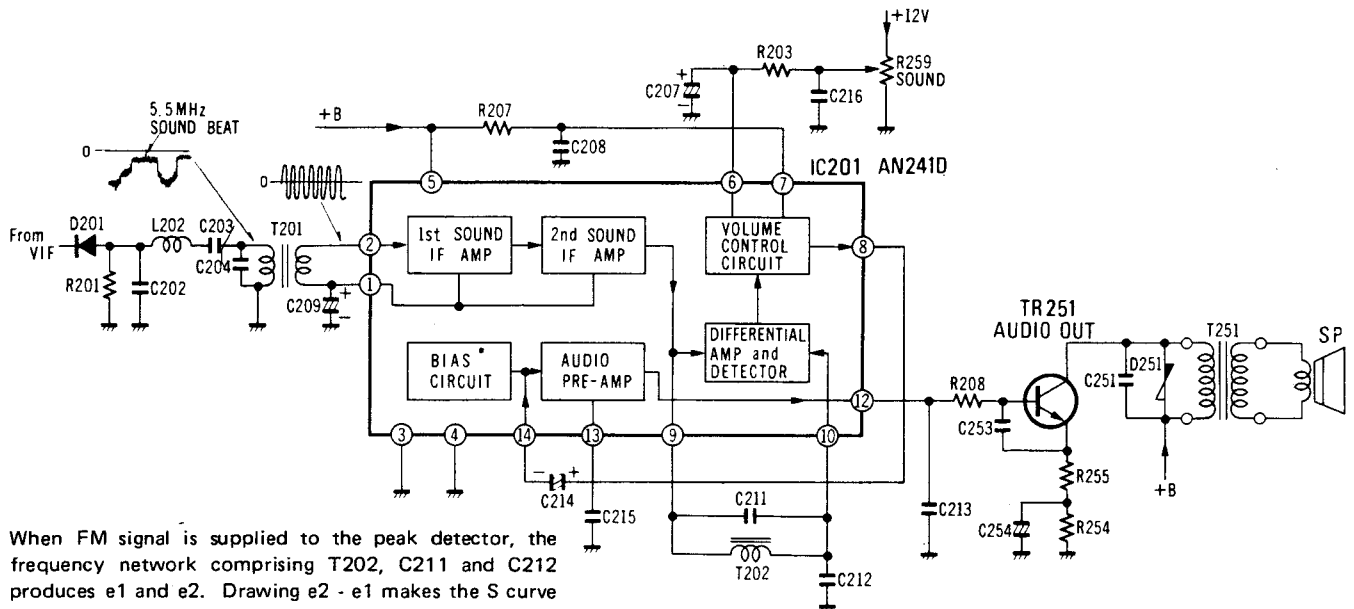 +12V
R203
R259
SOUND
C207
+
-
C216
5.5MHz
SOUND BEAT
+B
R207
0
C208
0
IC201 AN241D
5
6
7
From
VIF
D201
L202
C203
T201
2
1st SOUND
IF AMP
2nd SOUND
IF AMP
VOLUME
CONTROL
CIRCUIT
8
C204
R201
C202
C209
+
-
1
TR251
AUDIO OUT
T251
SP
BIAS
CIRCUIT
AUDIO
PRE-AMP
DIFFERENTIAL
AMP and
DETECTOR
C251
D251
R208
12
C253
3
4
14
13
9
10
- +
C214
C215
C211
T202
C212
C213
R255
C254
R254
+B
When FM signal is supplied to the peak detector, the
frequency network comprising T202, C211 and C212
produces e1 and e2. Drawing e2 - e1 makes the S curve